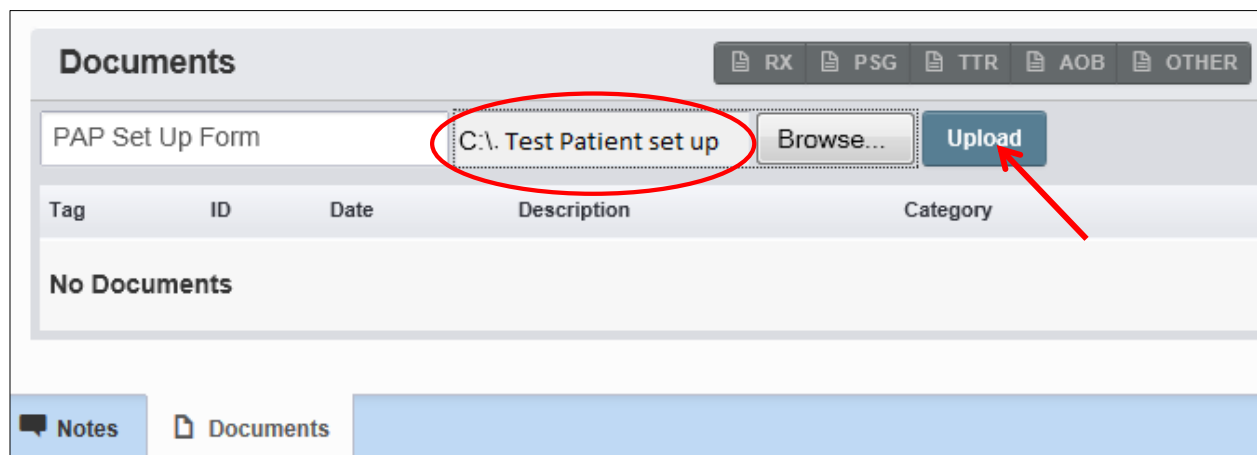 Documents RX PSG TTR AOB OTHER
PAP Set Up Form C:\. Test Patient set up Browse... Upload
Tag ID Date Description Category
No Documents
Notes Documents